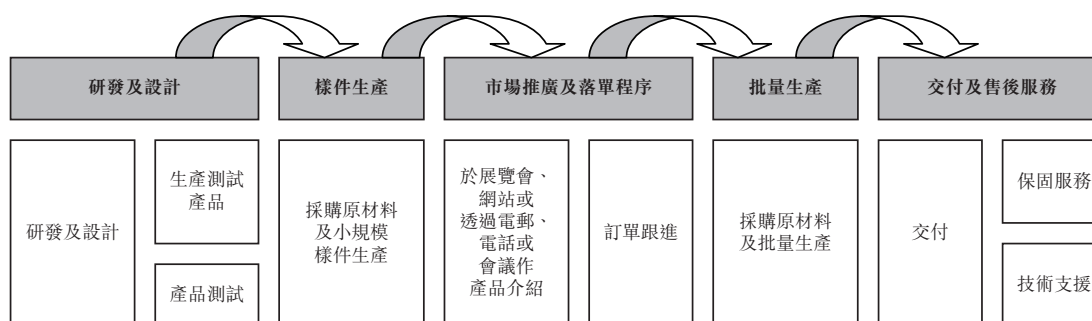 研發及設計
樣件生產
市場推廣及落單程序
批量生產
交付及售後服務
研發及設計
生產測試
產品
產品測試
採購原材料
及小規模
樣件生產
於展覽會、
網站或
透過電郵、
電話或
會議作
產品介紹
訂單跟進
採購原材料
及批量生產
交付
保固服務
技術支援